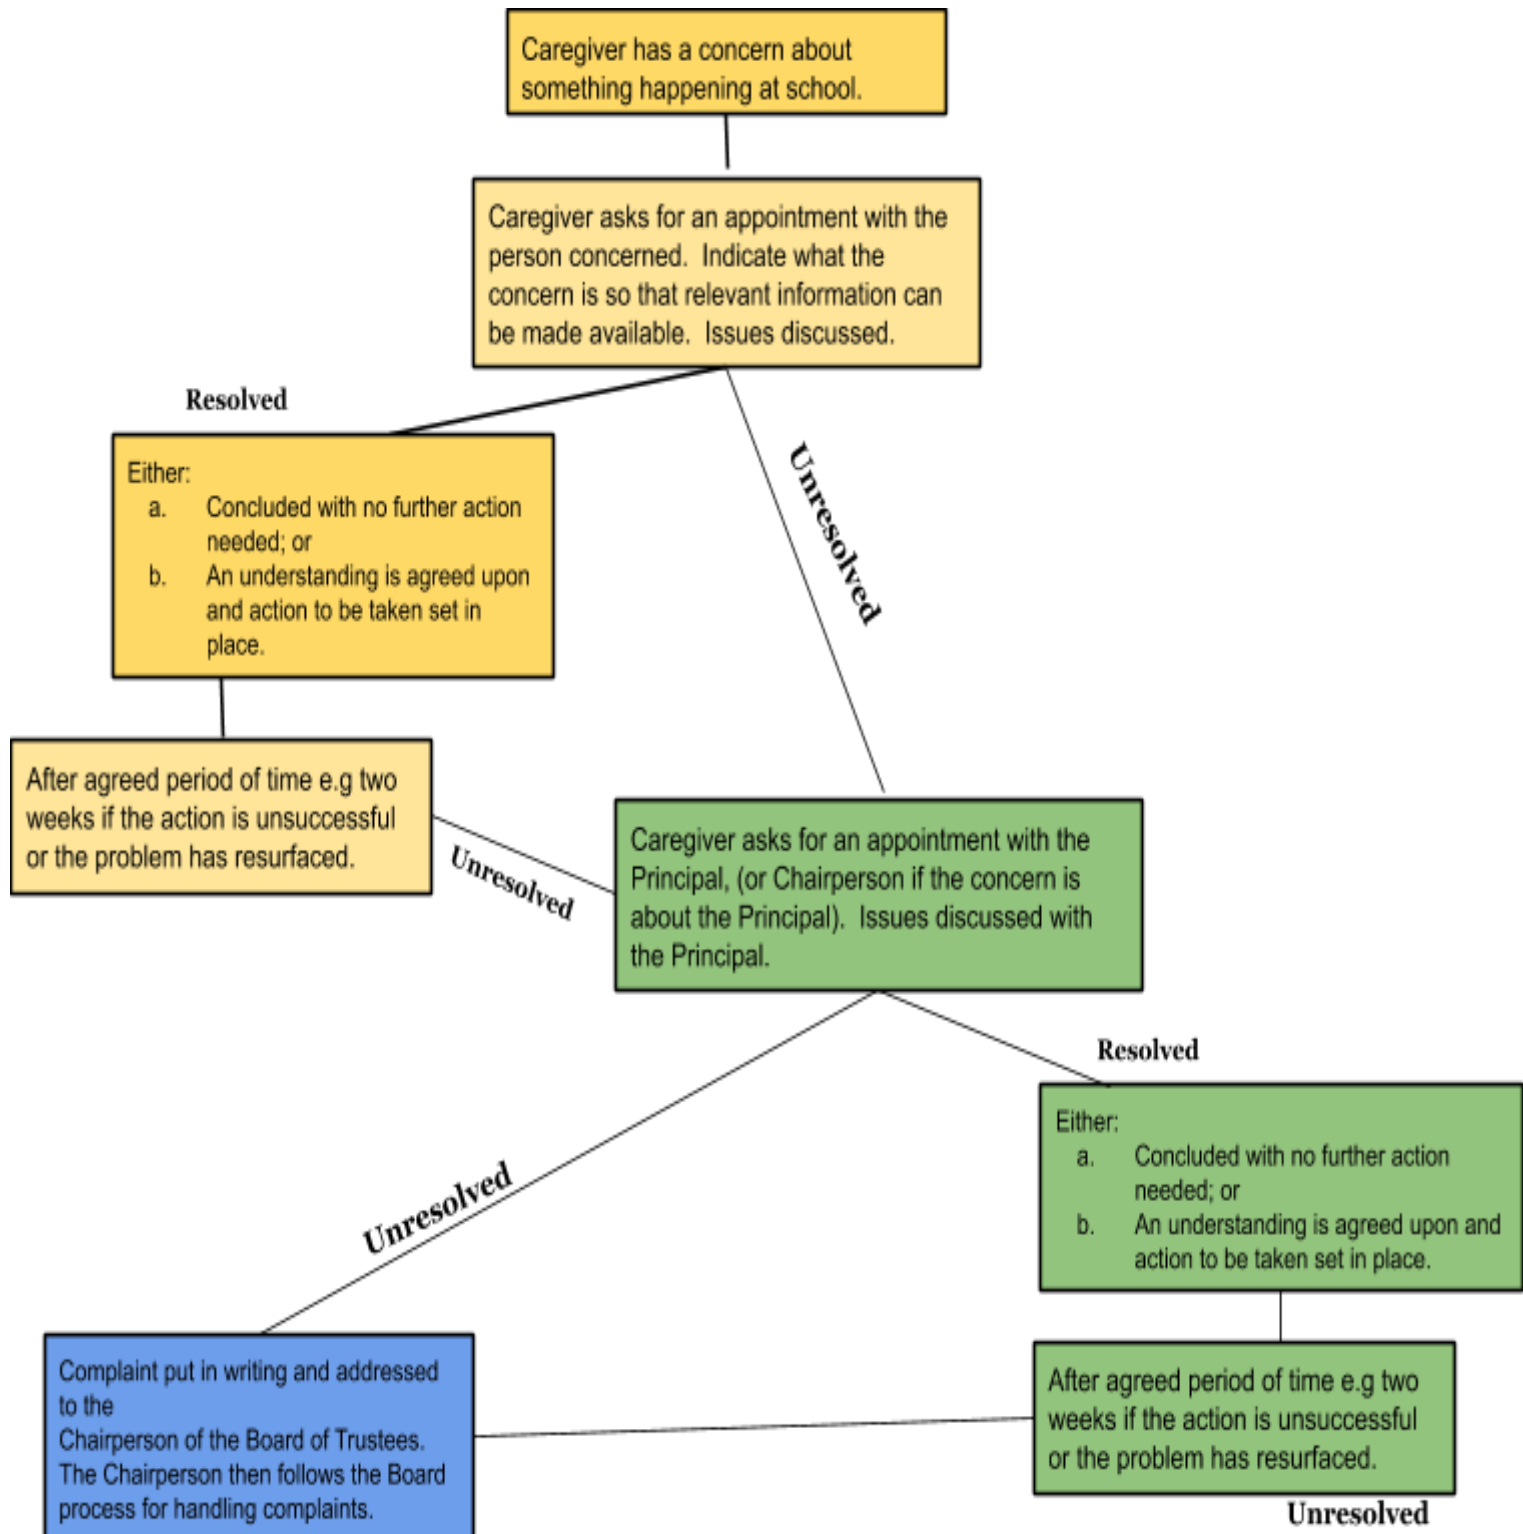 Caregiver has a concern about
something happening at school.
Caregiver asks for an appointment with the
person concerned.  Indicate what the
concern is so that relevant information can
be made available.  Issues discussed.
Resolved
Unresolved
Either:
a. Concluded with no further action
needed; or
b. An understanding is agreed upon
and action to be taken set in
place.
After agreed period of time e.g two
weeks if the action is unsuccessful
or the problem has resurfaced.
Unresolved
Caregiver asks for an appointment with the
Principal, (or Chairperson if the concern is
about the Principal).  Issues discussed with
the Principal.
Resolved
Unresolved
Either:
a. Concluded with no further action
needed; or
b. An understanding is agreed upon and
action to be taken set in place.
After agreed period of time e.g two
weeks if the action is unsuccessful
or the problem has resurfaced.
Unresolved
Complaint put in writing and addressed
to the
Chairperson of the Board of Trustees.
The Chairperson then follows the Board
process for handling complaints.